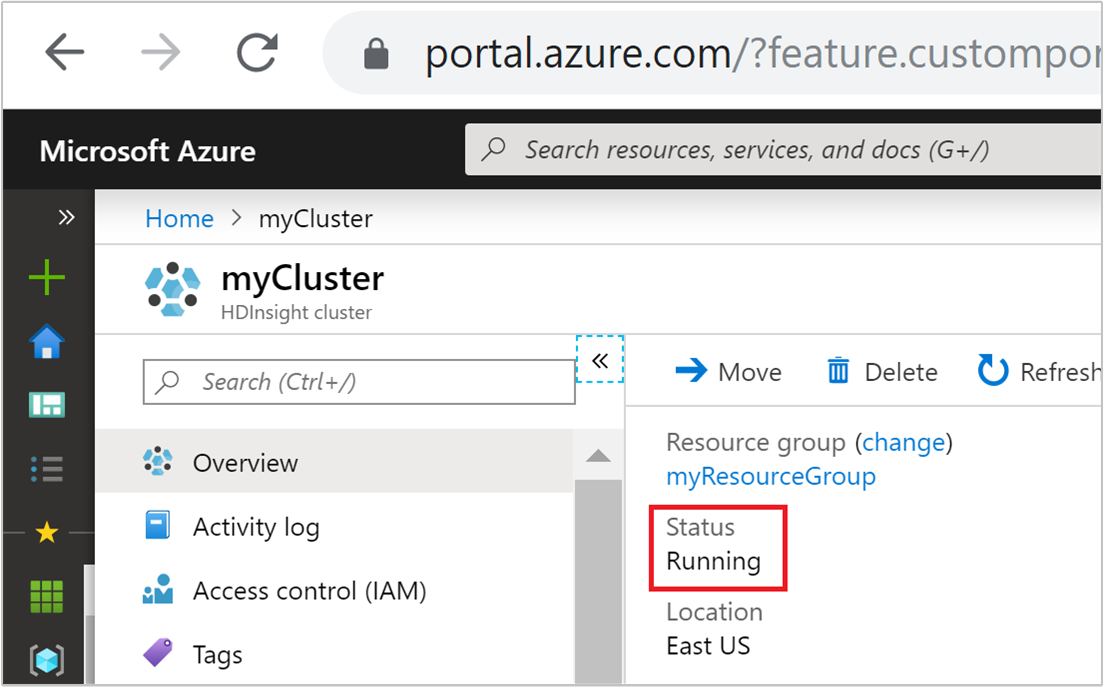 portal.azure.com/?feature.custompor
Microsoft Azure
Search resources, services, and docs (G+/)
Home > myCluster
myCluster
HDInsight cluster
Search (Ctrl+/)
«
Move
Delete
Refresh
Overview
Activity log
Access control (IAM)
Tags
Resource group (change)
myResourceGroup
Status
Running
Location
East US